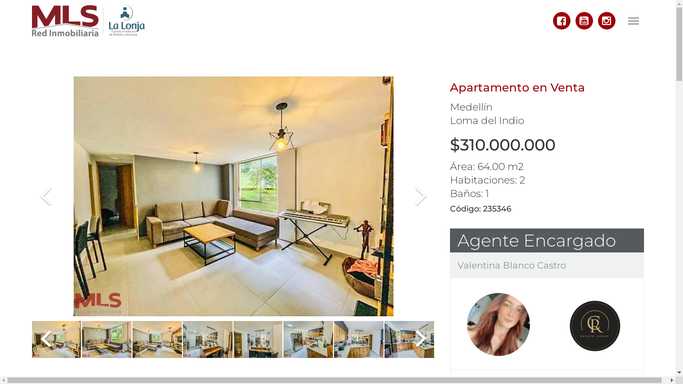 MLS
Red Inmobiliaria
La Lonja
Apartamento en Venta
Medellín
Loma del Indio
$310.000.000
Área: 64.00 m2
Habitaciones: 2
Baños: 1
Código: 235346
Agente Encargado
Valentina Blanco Castro
MLS